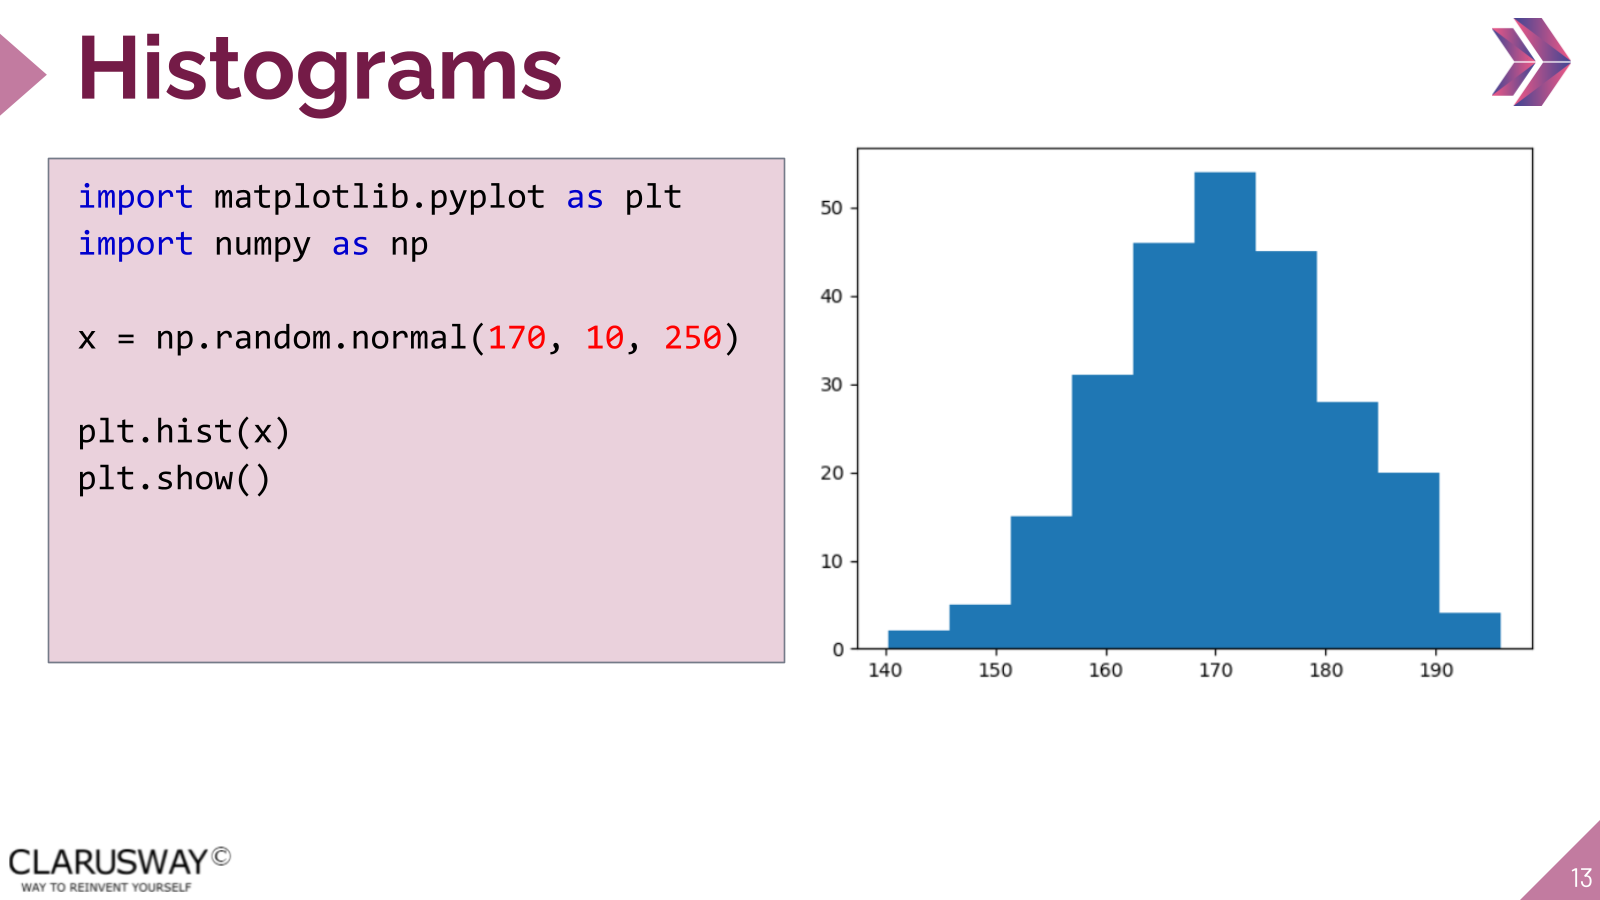 Histograms
import matplotlib.pyplot as plt
import numpy as np
x = np.random.normal(170, 10, 250)
plt.hist(x)
plt.show()
50
40
30
20
10
0
140 150 160 170 180 190
CLARUSWAY©
WAY TO REINVENT YOURSELF
13